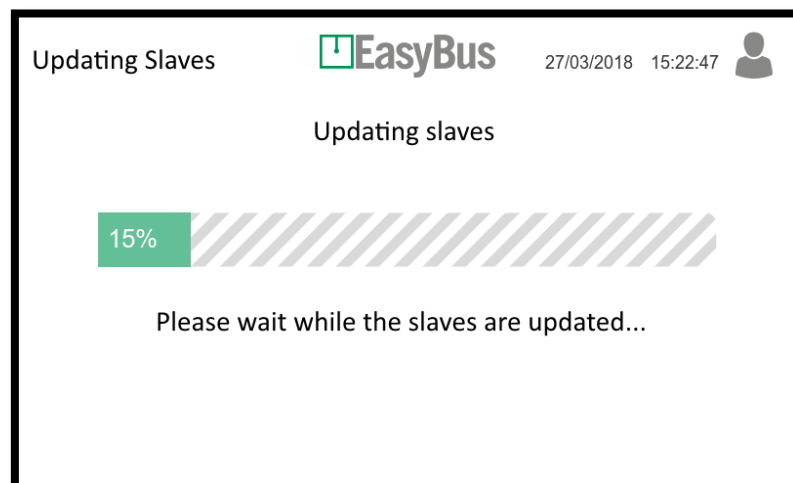 Updating Slaves EasyBus 27/03/2018 15:22:47
Updating slaves
15%
Please wait while the slaves are updated...